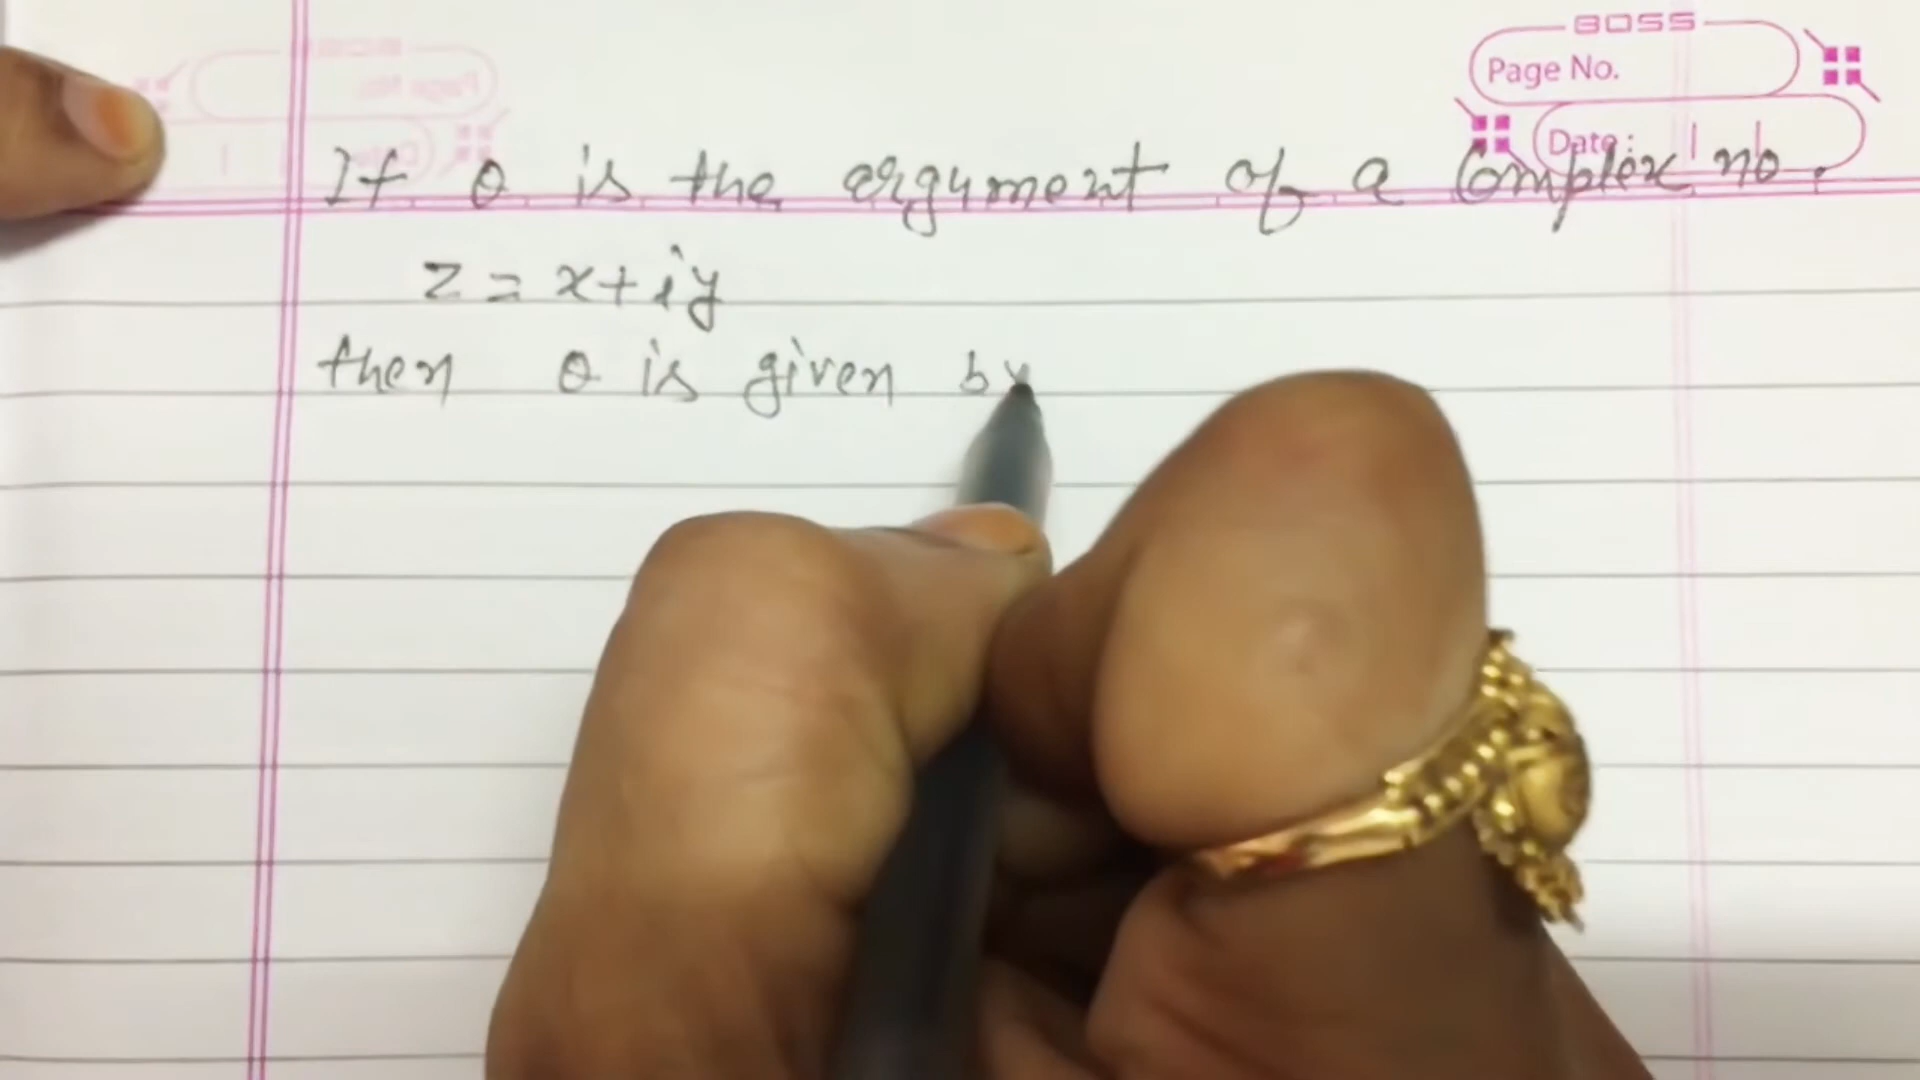 BOSS
Page No.
Date:
If θ is the argument of a Complex no.
z = x+iy
then θ is given by